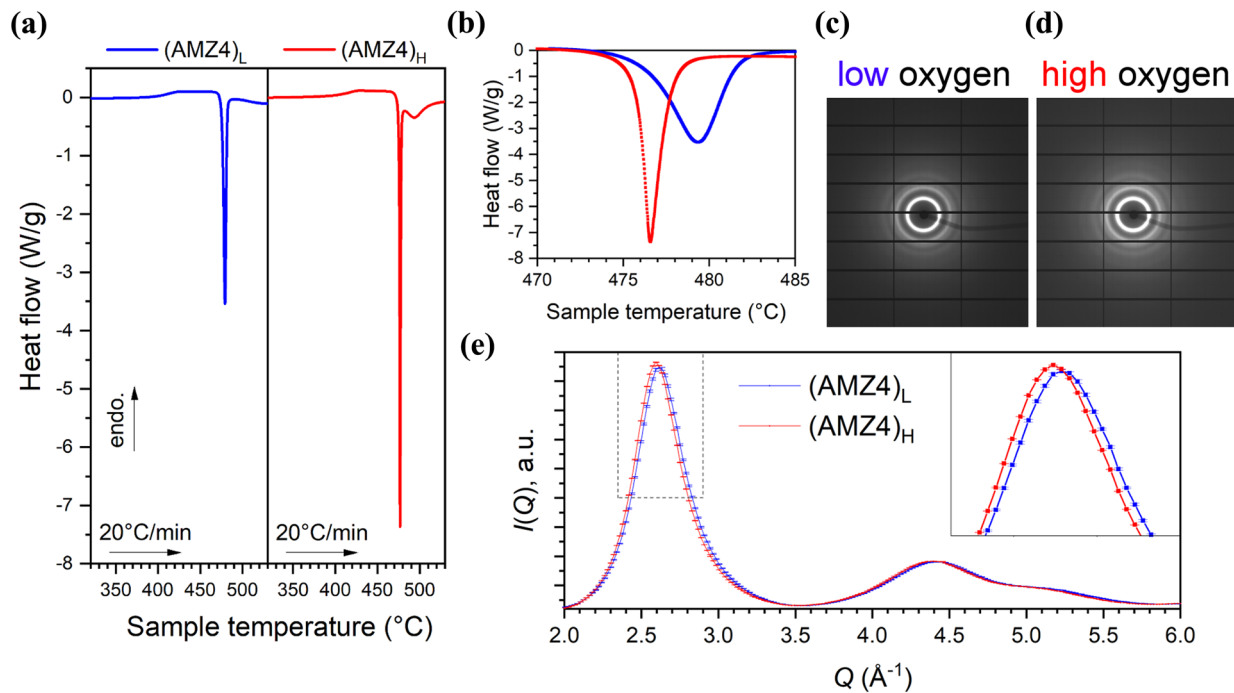 (a)
(AMZ4)L (AMZ4)H
Heat flow (W/g)
0
-1
-2
-3
-4
-5
-6
-7
-8
endo.
20°C/min 20°C/min
350 400 450 500 350 400 450 500
Sample temperature (°C)
(b)
Heat flow (W/g)
0
-1
-2
-3
-4
-5
-6
-7
-8
470 475 480 485
Sample temperature (°C)
(c)
low oxygen
(d)
high oxygen
(e)
I(Q), a.u.
(AMZ4)L
(AMZ4)H
2.0 2.5 3.0 3.5 4.0 4.5 5.0 5.5 6.0
Q (Å-1)